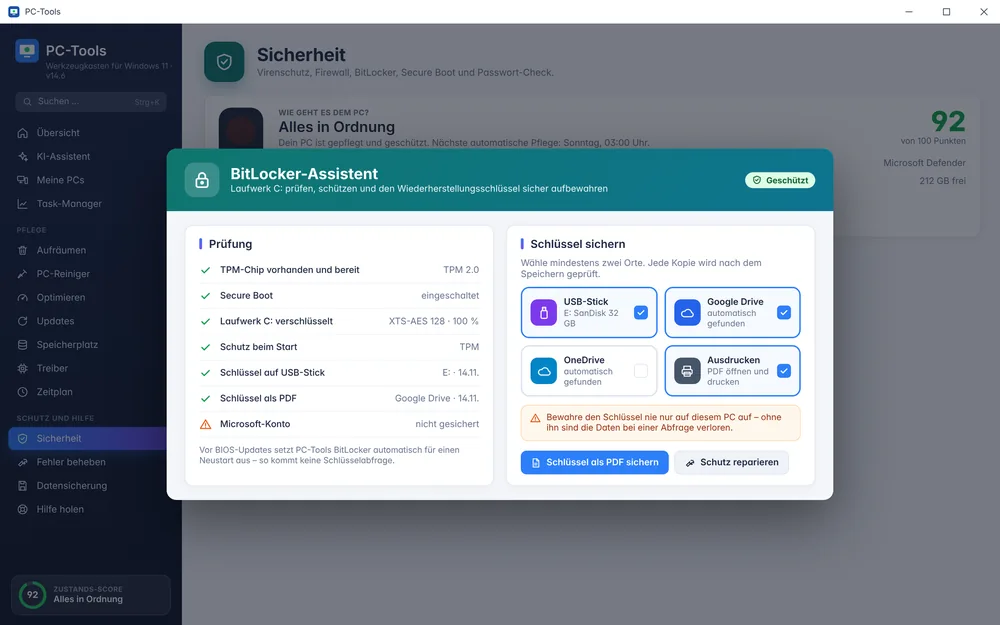 PC-Tools
PC-Tools
Werkzeugkasten für Windows 11 ·
v14.6
Suchen ...
Strg+K
Übersicht
KI-Assistent
Meine PCs
Task-Manager
PFLEGE
Aufräumen
PC-Reiniger
Optimieren
Updates
Speicherplatz
Treiber
Zeitplan
SCHUTZ UND HILFE
Sicherheit
Fehler beheben
Datensicherung
Hilfe holen
92
ZUSTANDS-SCORE
Alles in Ordnung
Sicherheit
Virenschutz, Firewall, BitLocker, Secure Boot und Passwort-Check.
WIE GEHT ES DEM PC?
Alles in Ordnung
Dein PC ist gepflegt und geschützt. Nächste automatische Pflege: Sonntag, 03:00 Uhr.
92
von 100 Punkten
Microsoft Defender
212 GB frei
BitLocker-Assistent
Laufwerk C: prüfen, schützen und den Wiederherstellungsschlüssel sicher aufbewahren
Geschützt
Prüfung
TPM-Chip vorhanden und bereit TPM 2.0
Secure Boot eingeschaltet
Laufwerk C: verschlüsselt XTS-AES 128 · 100 %
Schutz beim Start TPM
Schlüssel auf USB-Stick E: · 14.11.
Schlüssel als PDF Google Drive · 14.11.
Microsoft-Konto nicht gesichert
Vor BIOS-Updates setzt PC-Tools BitLocker automatisch für einen
Neustart aus – so kommt keine Schlüsselabfrage.
Schlüssel sichern
Wähle mindestens zwei Orte. Jede Kopie wird nach dem
Speichern geprüft.
USB-Stick
E: SanDisk 32
GB
Google Drive
automatisch
gefunden
OneDrive
automatisch
gefunden
Ausdrucken
PDF öffnen und
drucken
Bewahre den Schlüssel nie nur auf diesem PC auf – ohne
ihn sind die Daten bei einer Abfrage verloren.
Schlüssel als PDF sichern
Schutz reparieren